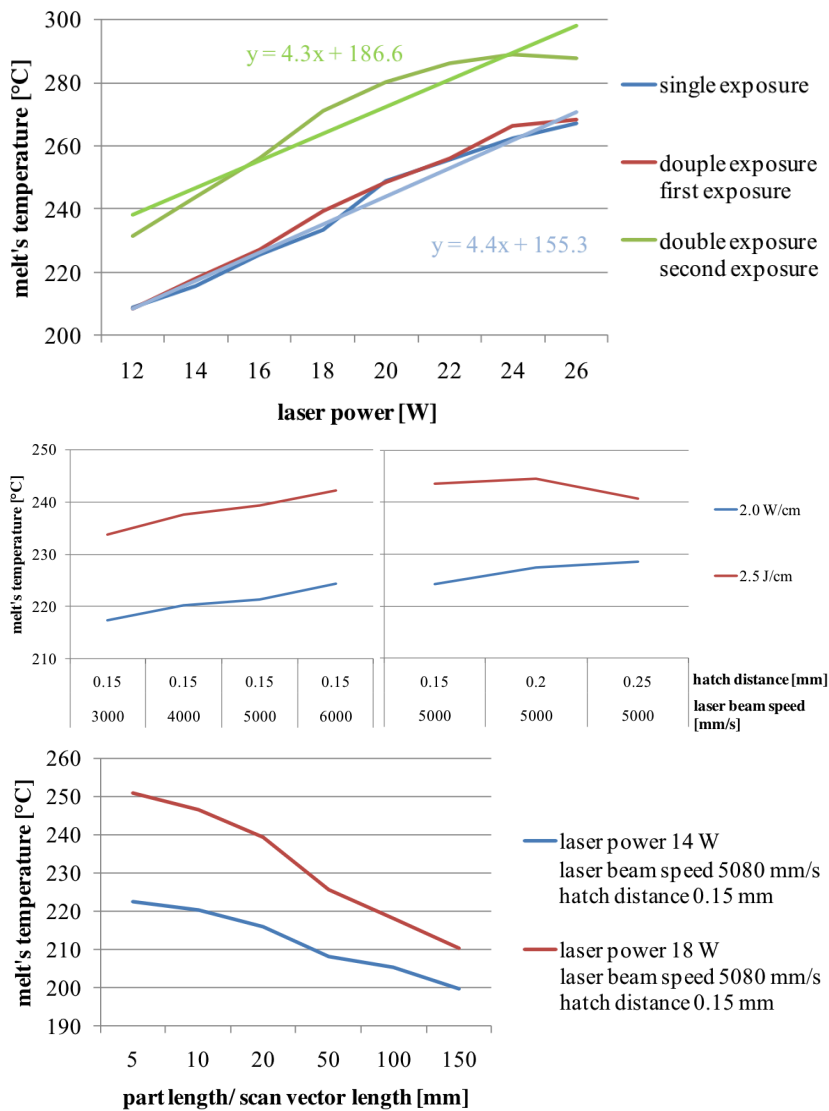 300
280
260
240
220
200
melt's temperature [°C]
y = 4.3x + 186.6
y = 4.4x + 155.3
12 14 16 18 20 22 24 26
laser power [W]
single exposure
douple exposure
first exposure
double exposure
second exposure
250
240
230
220
210
melt's temperature [°C]
2.0 W/cm
2.5 J/cm
0.15 0.15 0.15 0.15 0.15 0.2 0.25 hatch distance [mm]
3000 4000 5000 6000 5000 5000 5000 laser beam speed
[mm/s]
260
250
240
230
220
210
200
190
melt's temperature [°C]
5 10 20 50 100 150
part length/ scan vector length [mm]
laser power 14 W
laser beam speed 5080 mm/s
hatch distance 0.15 mm
laser power 18 W
laser beam speed 5080 mm/s
hatch distance 0.15 mm